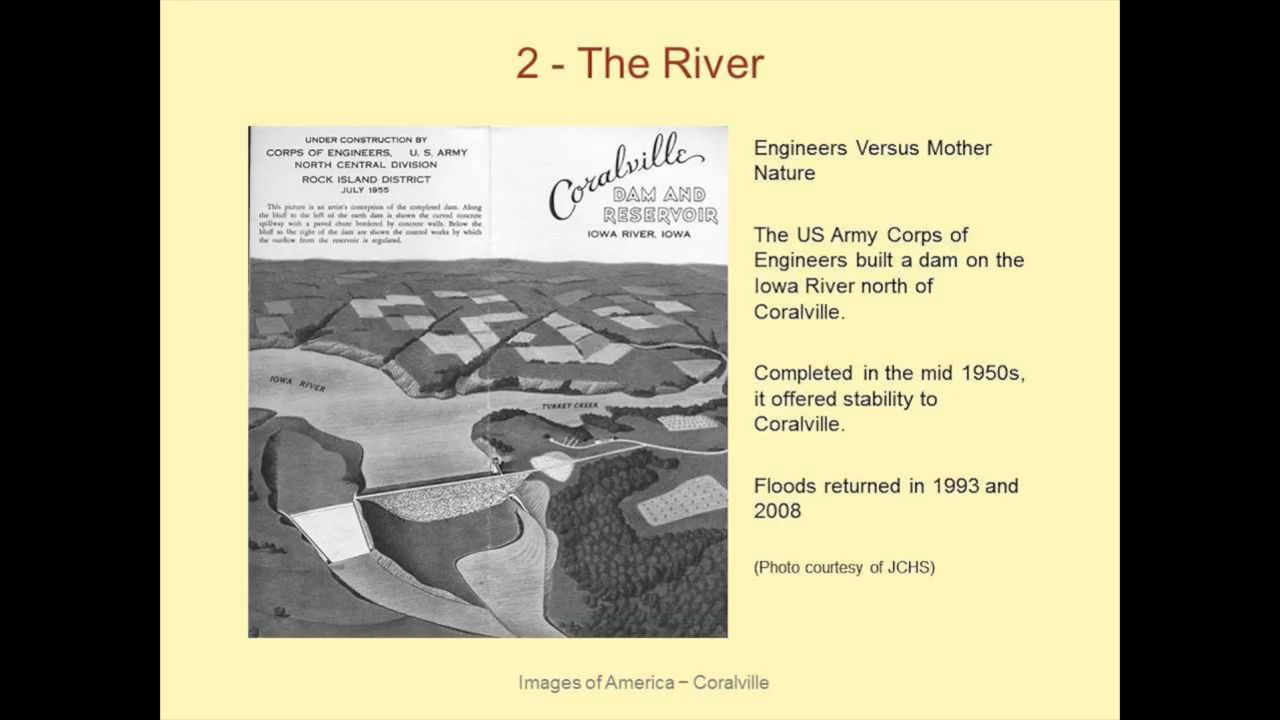 2 - The River
UNDER CONSTRUCTION BY
CORPS OF ENGINEERS, U. S. ARMY
NORTH CENTRAL DIVISION
ROCK ISLAND DISTRICT
JULY 1955
This picture is an artist's conception of the completed dam. Along
the bluff to the left of the earth dam is shown the curved concrete
spillway with a paved chute bordered by concrete walls. Below the
bluff to the right of the dam are shown the control works by which
the outflow from the reservoir is regulated.
Coralville
DAM AND
RESERVOIR
IOWA RIVER, IOWA
IOWA RIVER
TURKEY CREEK
Engineers Versus Mother
Nature
The US Army Corps of
Engineers built a dam on the
Iowa River north of
Coralville.
Completed in the mid 1950s,
it offered stability to
Coralville.
Floods returned in 1993 and
2008
(Photo courtesy of JCHS)
Images of America – Coralville